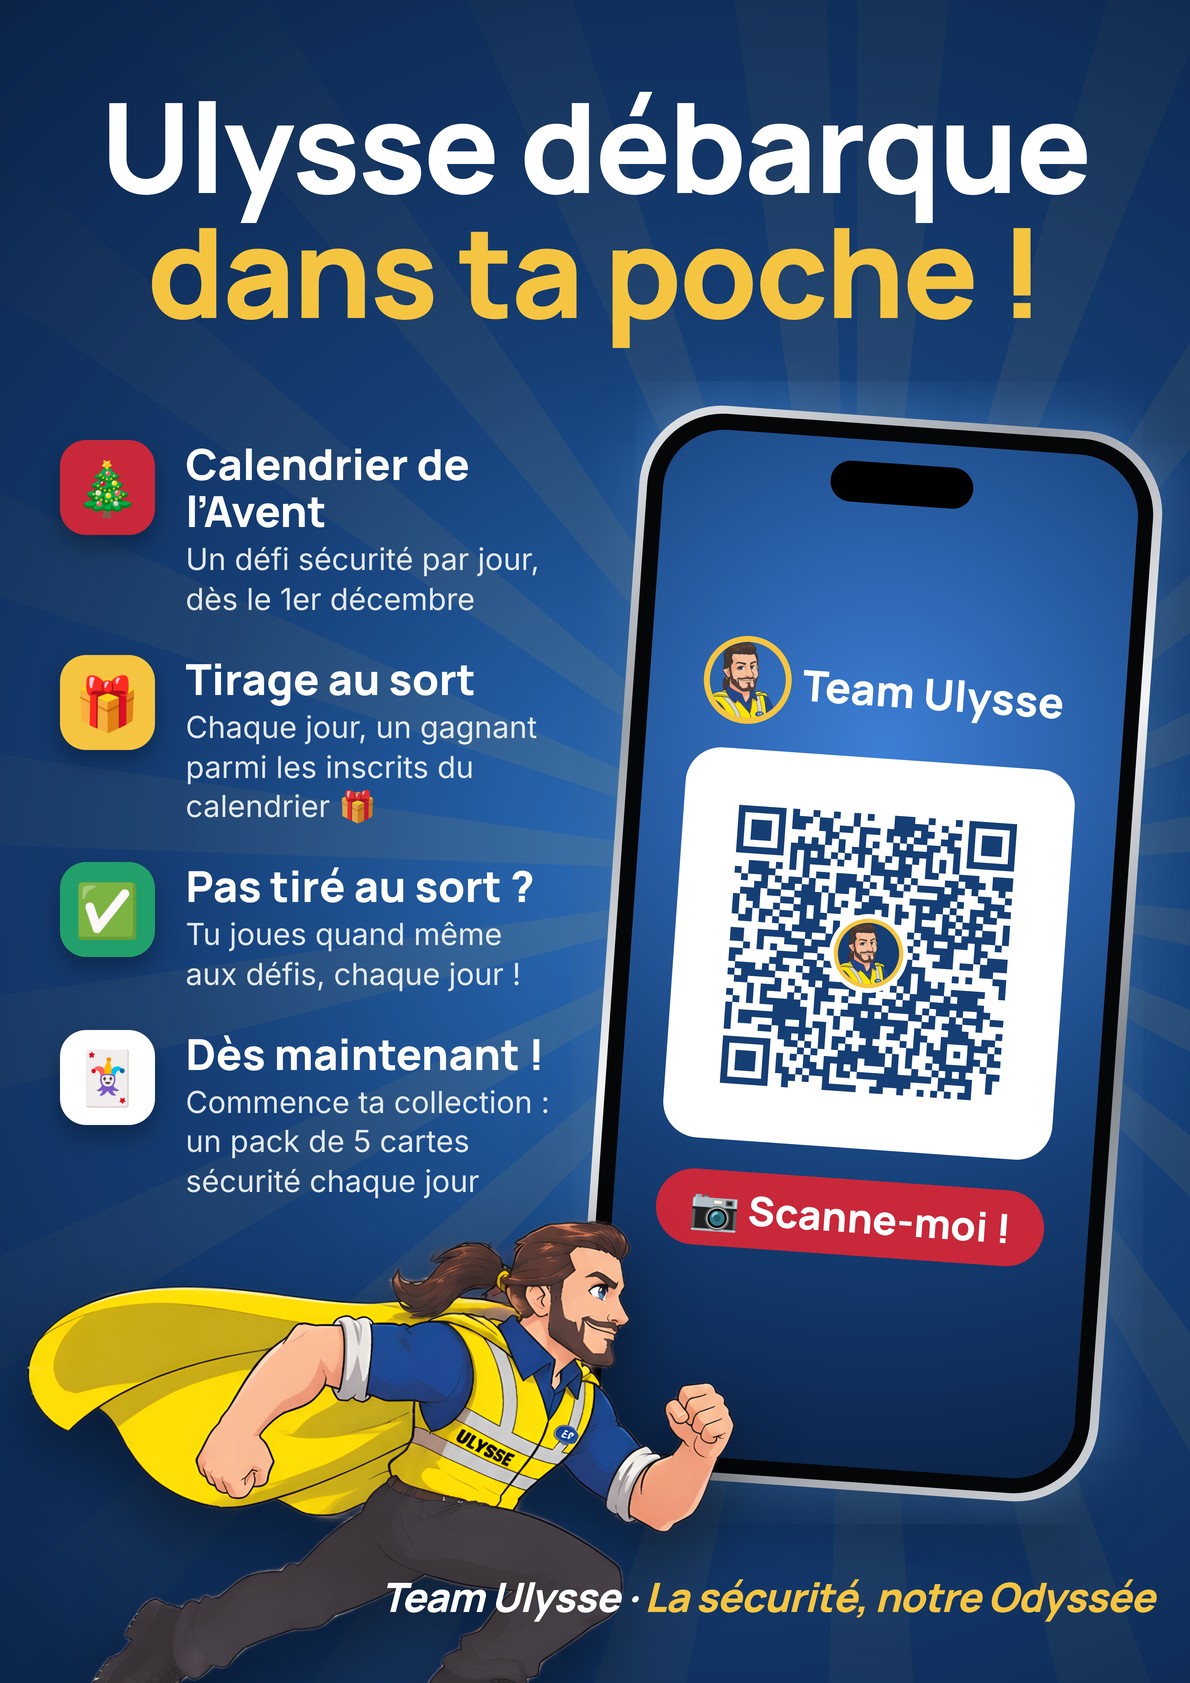 Ulysse débarque
dans ta poche !
Calendrier de
l’Avent
Un défi sécurité par jour,
dès le 1er décembre
Tirage au sort
Chaque jour, un gagnant
parmi les inscrits du
calendrier 🎁
Pas tiré au sort ?
Tu joues quand même
aux défis, chaque jour !
Dès maintenant !
Commence ta collection :
un pack de 5 cartes
sécurité chaque jour
Team Ulysse
📷 Scanne-moi !
ULYSSE
Team Ulysse · La sécurité, notre Odyssée